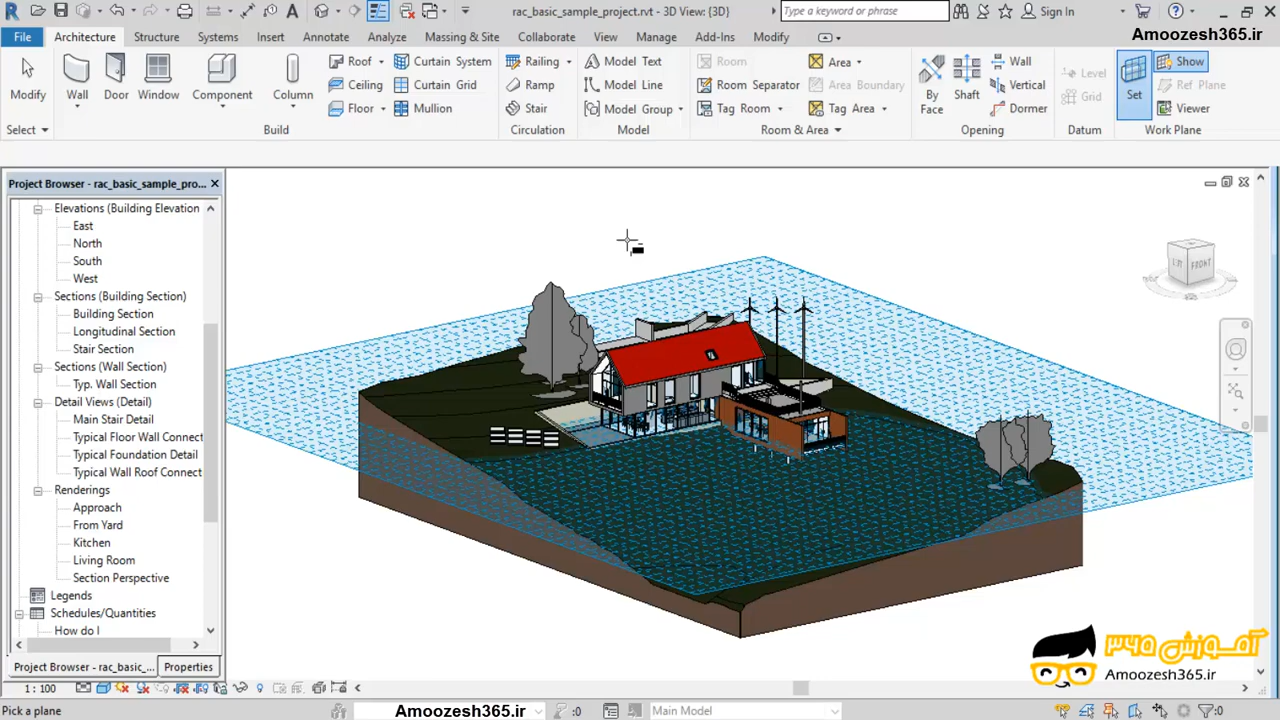 rac_basic_sample_project.rvt - 3D View: {3D}
Type a keyword or phrase
Sign In
File
Architecture
Structure
Systems
Insert
Annotate
Analyze
Massing & Site
Collaborate
View
Manage
Add-Ins
Modify
Amoozesh365.ir
Modify
Wall
Door
Window
Component
Column
Roof
Ceiling
Floor
Curtain System
Curtain Grid
Mullion
Railing
Ramp
Stair
Model Text
Model Line
Model Group
Room
Room Separator
Tag Room
Area
Area Boundary
Tag Area
By
Face
Shaft
Wall
Vertical
Dormer
Level
Grid
Set
Show
Ref Plane
Viewer
Select
Build
Circulation
Model
Room & Area
Opening
Datum
Work Plane
Project Browser - rac_basic_sample_pro...
Elevations (Building Elevation
East
North
South
West
Sections (Building Section)
Building Section
Longitudinal Section
Stair Section
Sections (Wall Section)
Typ. Wall Section
Detail Views (Detail)
Main Stair Detail
Typical Floor Wall Connect
Typical Foundation Detail
Typical Wall Roof Connect
Renderings
Approach
From Yard
Kitchen
Living Room
Section Perspective
Legends
Schedules/Quantities
How do I
Project Browser - rac_basic_...
Properties
FRONT
آمـوزش ۳۶۵
Amoozesh365.ir
1 : 100
Pick a plane
Amoozesh365.ir
:0
Main Model
:0